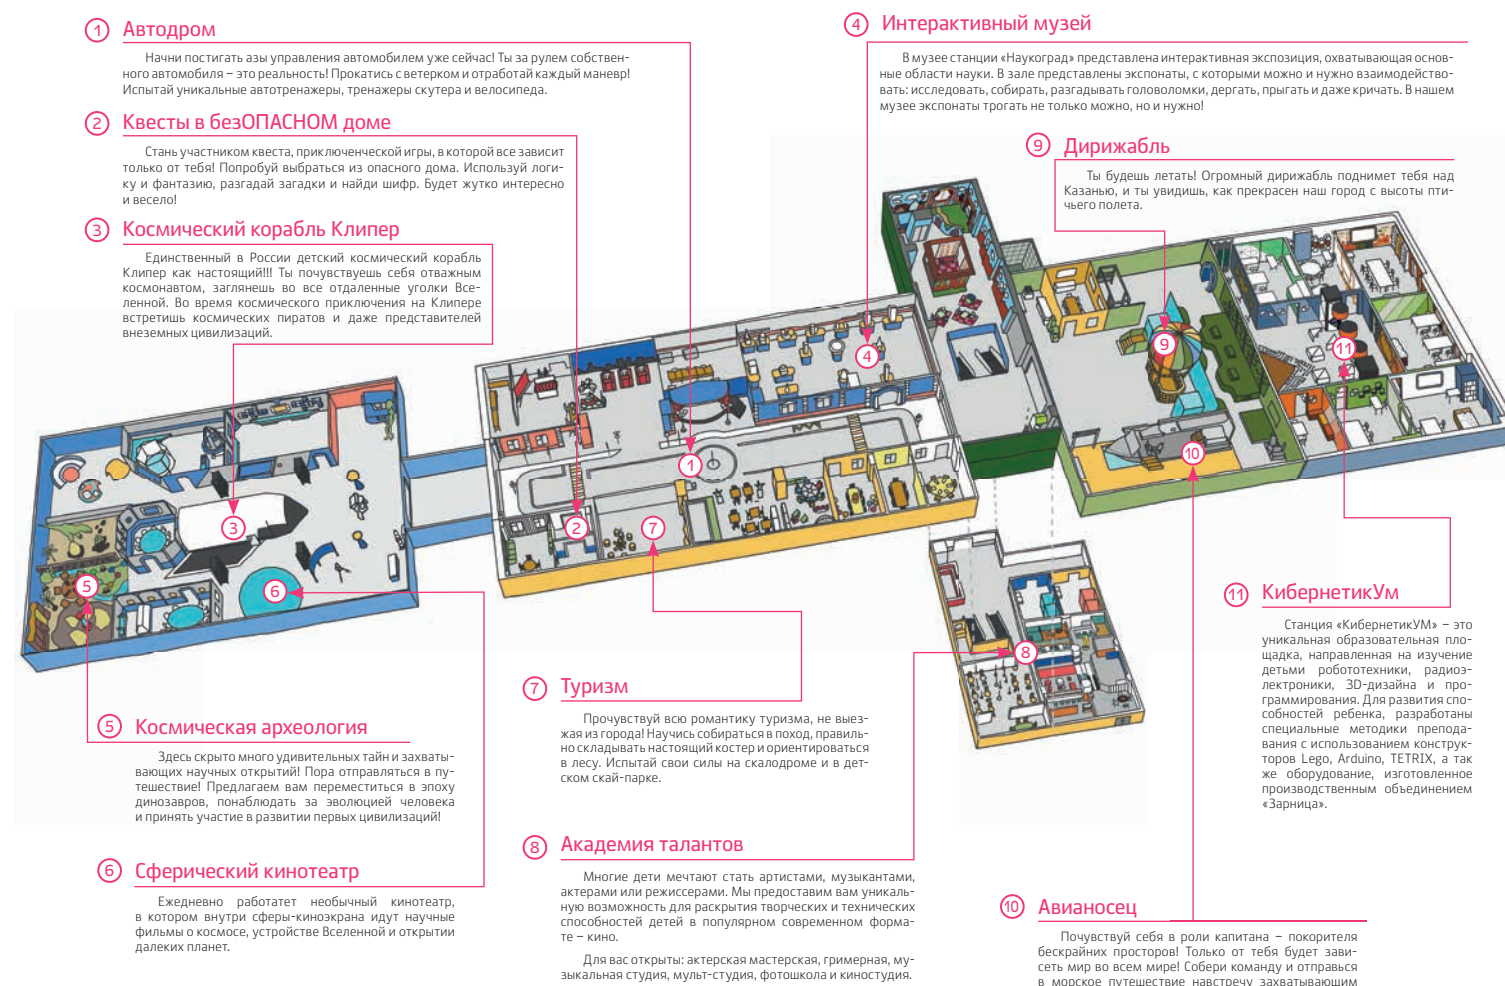 1 Автодром
Начни постигать азы управления автомобилем уже сейчас! Ты за рулем собствен-
ного автомобиля – это реальность! Прокатись с ветерком и отработай каждый маневр!
Испытай уникальные автотренажеры, тренажеры скутера и велосипеда.
2 Квесты в безОПАСНОМ доме
Стань участником квеста, приключенческой игры, в которой все зависит
только от тебя! Попробуй выбраться из опасного дома. Используй логи-
ку и фантазию, разгадай загадки и найди шифр. Будет жутко интересно
и весело!
3 Космический корабль Клипер
Единственный в России детский космический корабль
Клипер как настоящий!!! Ты почувствуешь себя отважным
космонавтом, заглянешь во все отдаленные уголки Все-
ленной. Во время космического приключения на Клипере
встретишь космических пиратов и даже представителей
внеземных цивилизаций.
4 Интерактивный музей
В музее станции «Наукоград» представлена интерактивная экспозиция, охватывающая основ-
ные области науки. В зале представлены экспонаты, с которыми можно и нужно взаимодейство-
вать: исследовать, собирать, разгадывать головоломки, дергать, прыгать и даже кричать. В нашем
музее экспонаты трогать не только можно, но и нужно!
9 Дирижабль
Ты будешь летать! Огромный дирижабль поднимет тебя над
Казанью, и ты увидишь, как прекрасен наш город с высоты пти-
чьего полета.
9
11
4
10
1
2
7
3
5
6
8
5 Космическая археология
Здесь скрыто много удивительных тайн и захваты-
вающих научных открытий! Пора отправляться в пу-
тешествие! Предлагаем вам переместиться в эпоху
динозавров, понаблюдать за эволюцией человека
и принять участие в развитии первых цивилизаций!
6 Сферический кинотеатр
Ежедневно работатет необычный кинотеатр,
в котором внутри сферы-киноэкрана идут научные
фильмы о космосе, устройстве Вселенной и открытии
далеких планет.
7 Туризм
Прочувствуй всю романтику туризма, не выез-
жая из города! Научись собираться в поход, правиль-
но складывать настоящий костер и ориентироваться
в лесу. Испытай свои силы на скалодроме и в дет-
ском скай-парке.
8 Академия талантов
Многие дети мечтают стать артистами, музыкантами,
актерами или режиссерами. Мы предоставим вам уникаль-
ную возможность для раскрытия творческих и технических
способностей детей в популярном современном форма-
те – кино.
Для вас открыты: актерская мастерская, гримерная, му-
зыкальная студия, мульт-студия, фотошкола и киностудия.
11 КибернетикУм
Станция «КибернетикУМ» – это
уникальная образовательная пло-
щадка, направленная на изучение
детьми робототехники, радиоэ-
лектроники, 3D-дизайна и про-
граммирования. Для развития спо-
собностей ребенка, разработаны
специальные методики препода-
вания с использованием конструк-
торов Lego, Arduino, TETRIX, а так
же оборудование, изготовленное
производственным объединением
«Зарница».
10 Авианосец
Почувствуй себя в роли капитана – покорителя
бескрайних просторов! Только от тебя будет зави-
сеть мир во всем мире! Собери команду и отправься
в морское путешествие навстречу захватывающим